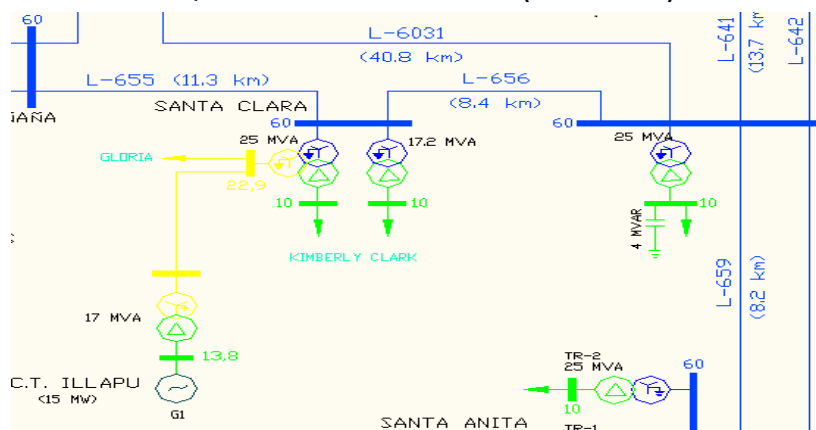 60
L-6031
(40.8 km)
L-641
(13.7 km)
L-642
L-655 (11.3 km)
L-656
(8.4 km)
SANTA CLARA
60
60
25 MVA
17.2 MVA
25 MVA
GLORIA
22,9
10
10
10
4 MVAR
KIMBERLY CLARK
L-659
(8.2 km)
17 MVA
13,8
C.T. ILLAPU
(15 MW)
G1
TR-2
25 MVA
60
10
SANTA ANITA
TR-1